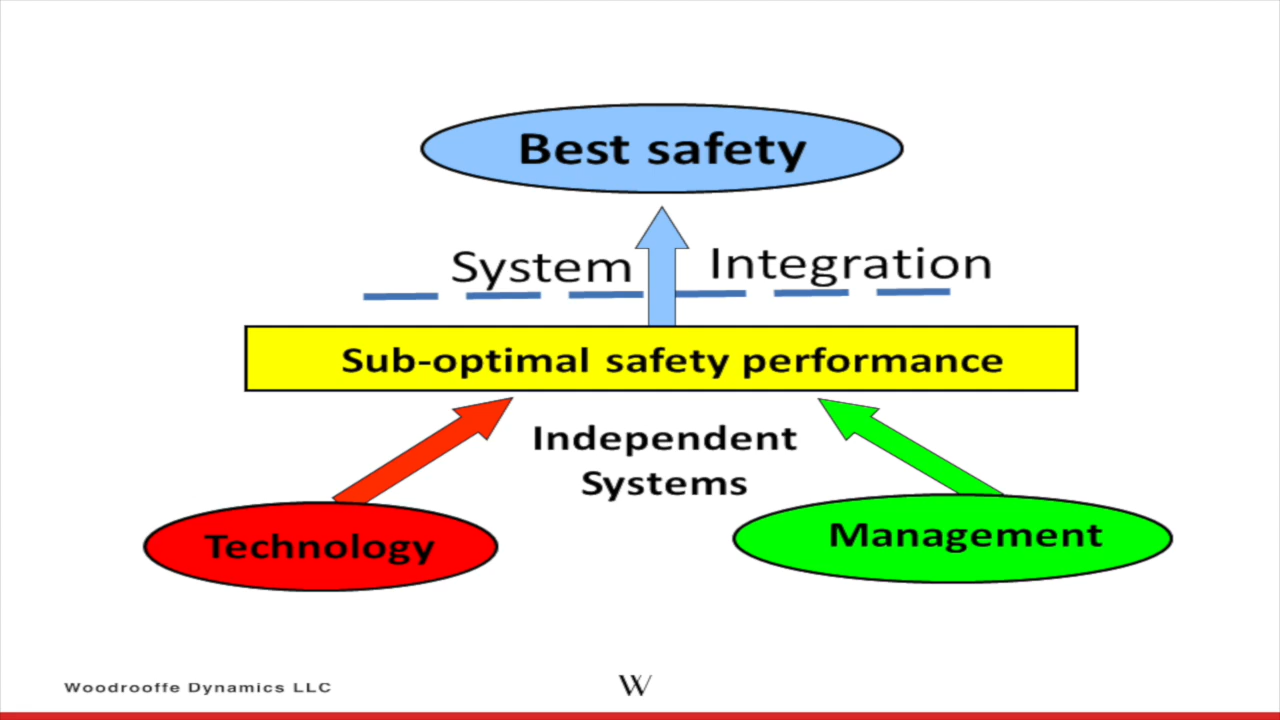 Best safety
System Integration
Sub-optimal safety performance
Independent
Systems
Technology
Management
Woodrooffe Dynamics LLC
W